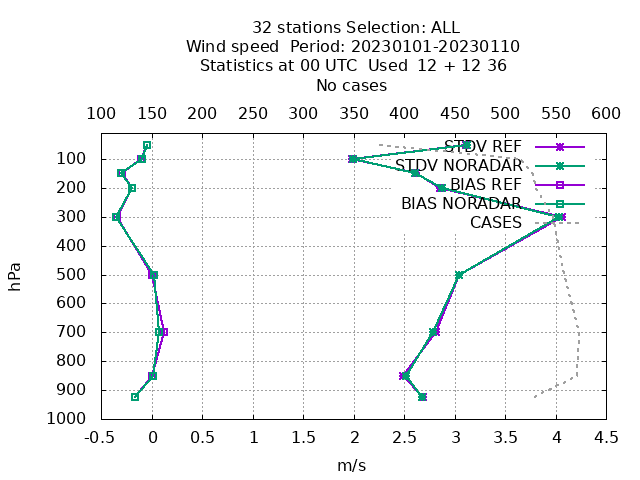 32 stations Selection: ALL
Wind speed  Period: 20230101-20230110
Statistics at 00 UTC  Used  12 + 12 36
No cases
100 150 200 250 300 350 400 450 500 550 600
STDV REF
STDV NORADAR
BIAS REF
BIAS NORADAR
CASES
100
200
300
400
500
600
700
800
900
1000
hPa
-0.5 0 0.5 1 1.5 2 2.5 3 3.5 4 4.5
m/s